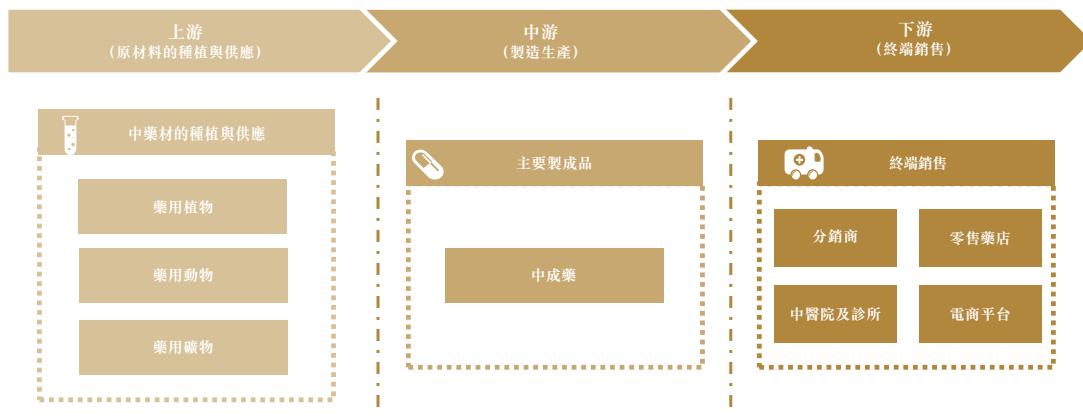 上游
(原材料的種植與供應)
中游
(製造生產)
下游
(終端銷售)
中藥材的種植與供應
藥用植物
藥用動物
藥用礦物
主要製成品
中成藥
終端銷售
分銷商
零售藥店
中醫院及診所
電商平台